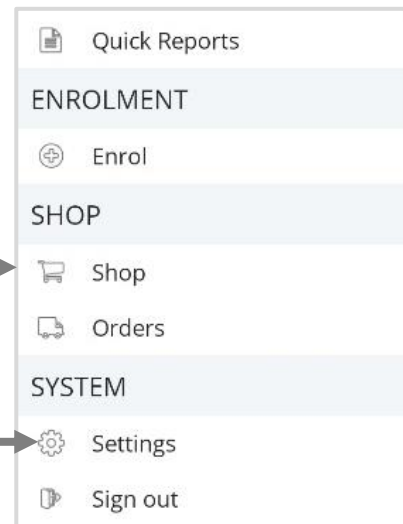 Quick Reports
ENROLMENT
Enrol
SHOP
Shop
Orders
SYSTEM
Settings
Sign out